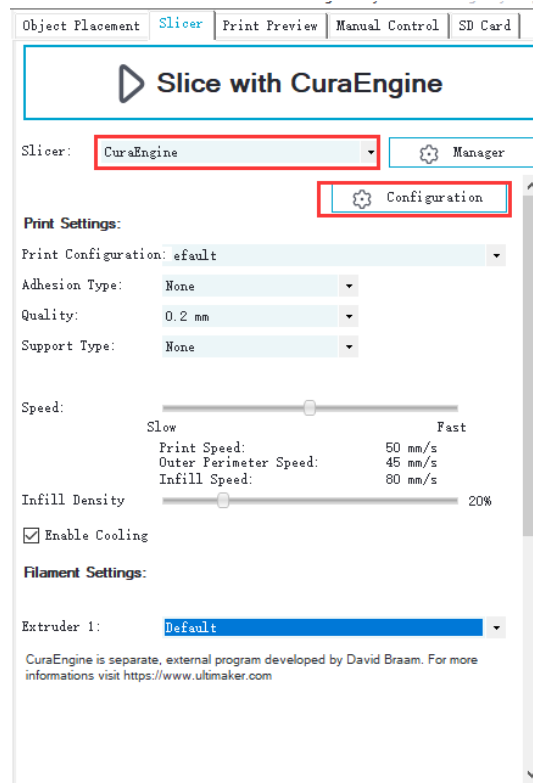 Object Placement Slicer Print Preview Manual Control SD Card
Slice with CuraEngine
Slicer: CuraEngine Manager
Configuration
Print Settings:
Print Configuration: efault
Adhesion Type: None
Quality: 0.2 mm
Support Type: None
Speed:
Slow Fast
Print Speed: 50 mm/s
Outer Perimeter Speed: 45 mm/s
Infill Speed: 80 mm/s
Infill Density 20%
Enable Cooling
Filament Settings:
Extruder 1: Default
CuraEngine is separate, external program developed by David Braam. For more
informations visit https://www.ultimaker.com